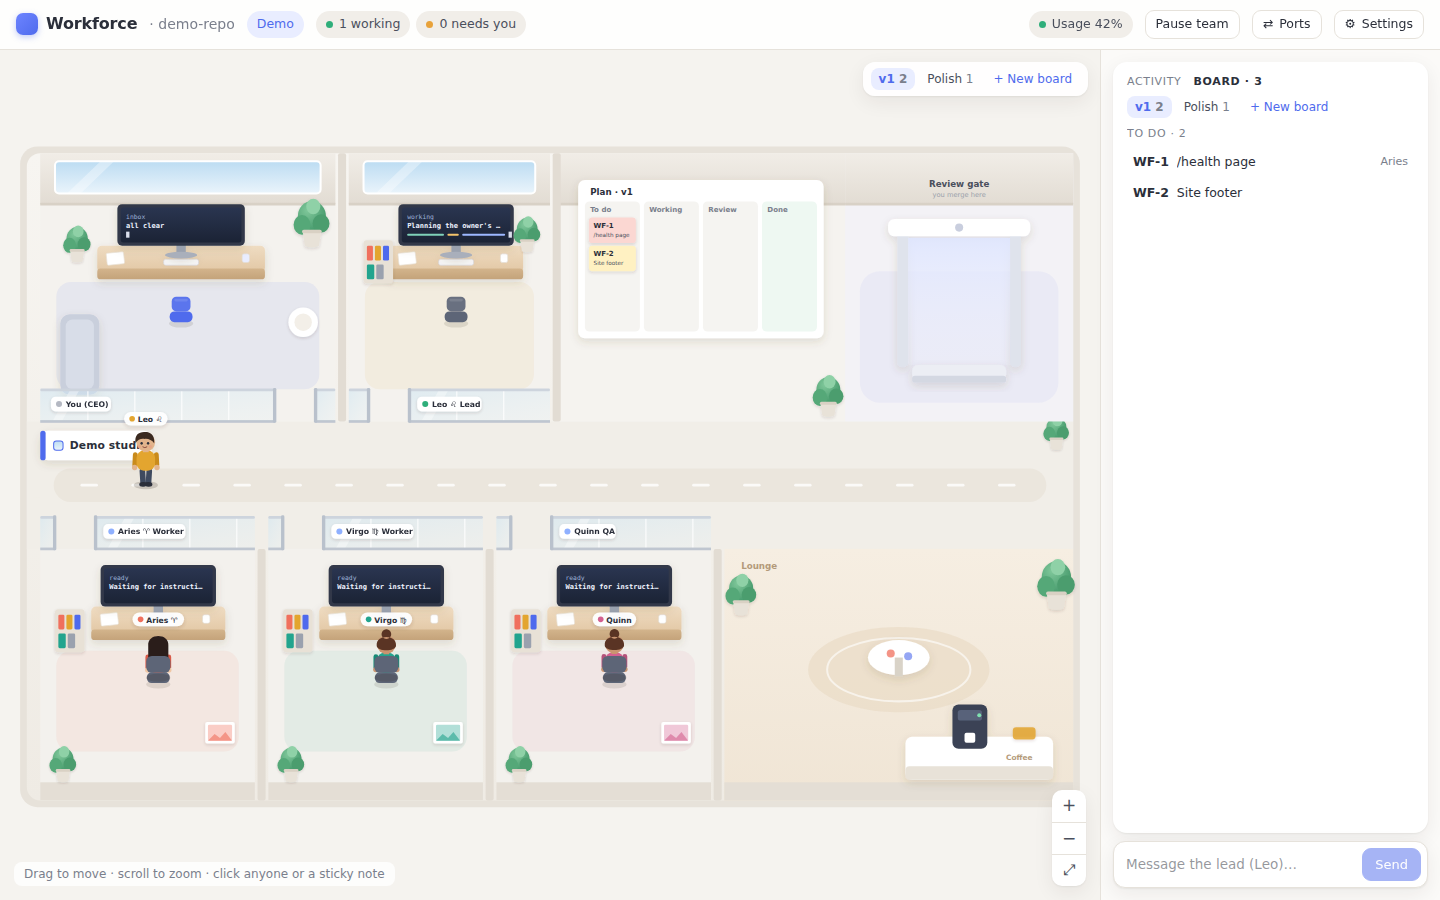 Workforce · demo-repo Demo 1 working 0 needs you Usage 42% Pause team ⇄ Ports ⚙ Settings
v1 2 Polish 1 + New board
ACTIVITY BOARD · 3
v1 2 Polish 1 + New board
TO DO · 2
WF-1 /health page Aries
WF-2 Site footer
inbox
all clear
working
Planning the owner's …
Plan · v1
To do Working Review Done
WF-1
/health page
WF-2
Site footer
Review gate
you merge here
You (CEO)
Leo ♌ Lead
Leo ♌
Demo stud
Aries ♈ Worker
Virgo ♍ Worker
Quinn QA
ready
Waiting for instructi…
Aries ♈
ready
Waiting for instructi…
Virgo ♍
ready
Waiting for instructi…
Quinn
Lounge
Coffee
+
−
Drag to move · scroll to zoom · click anyone or a sticky note
Message the lead (Leo)… Send